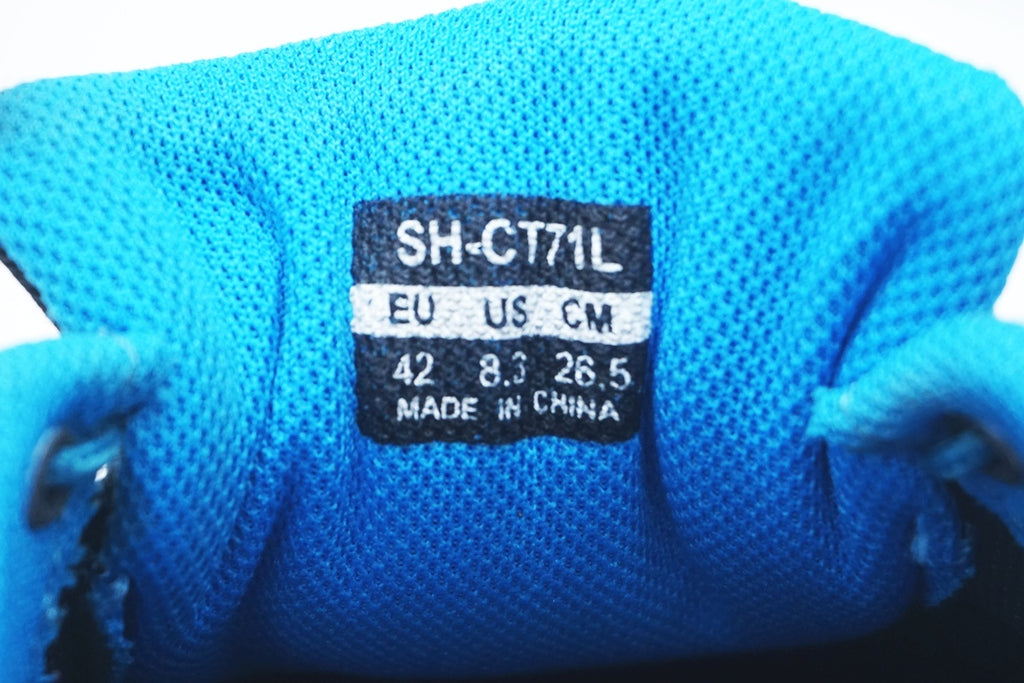 SH-CT71L
EU US CM
42 8.3 26.5
MADE IN CHINA